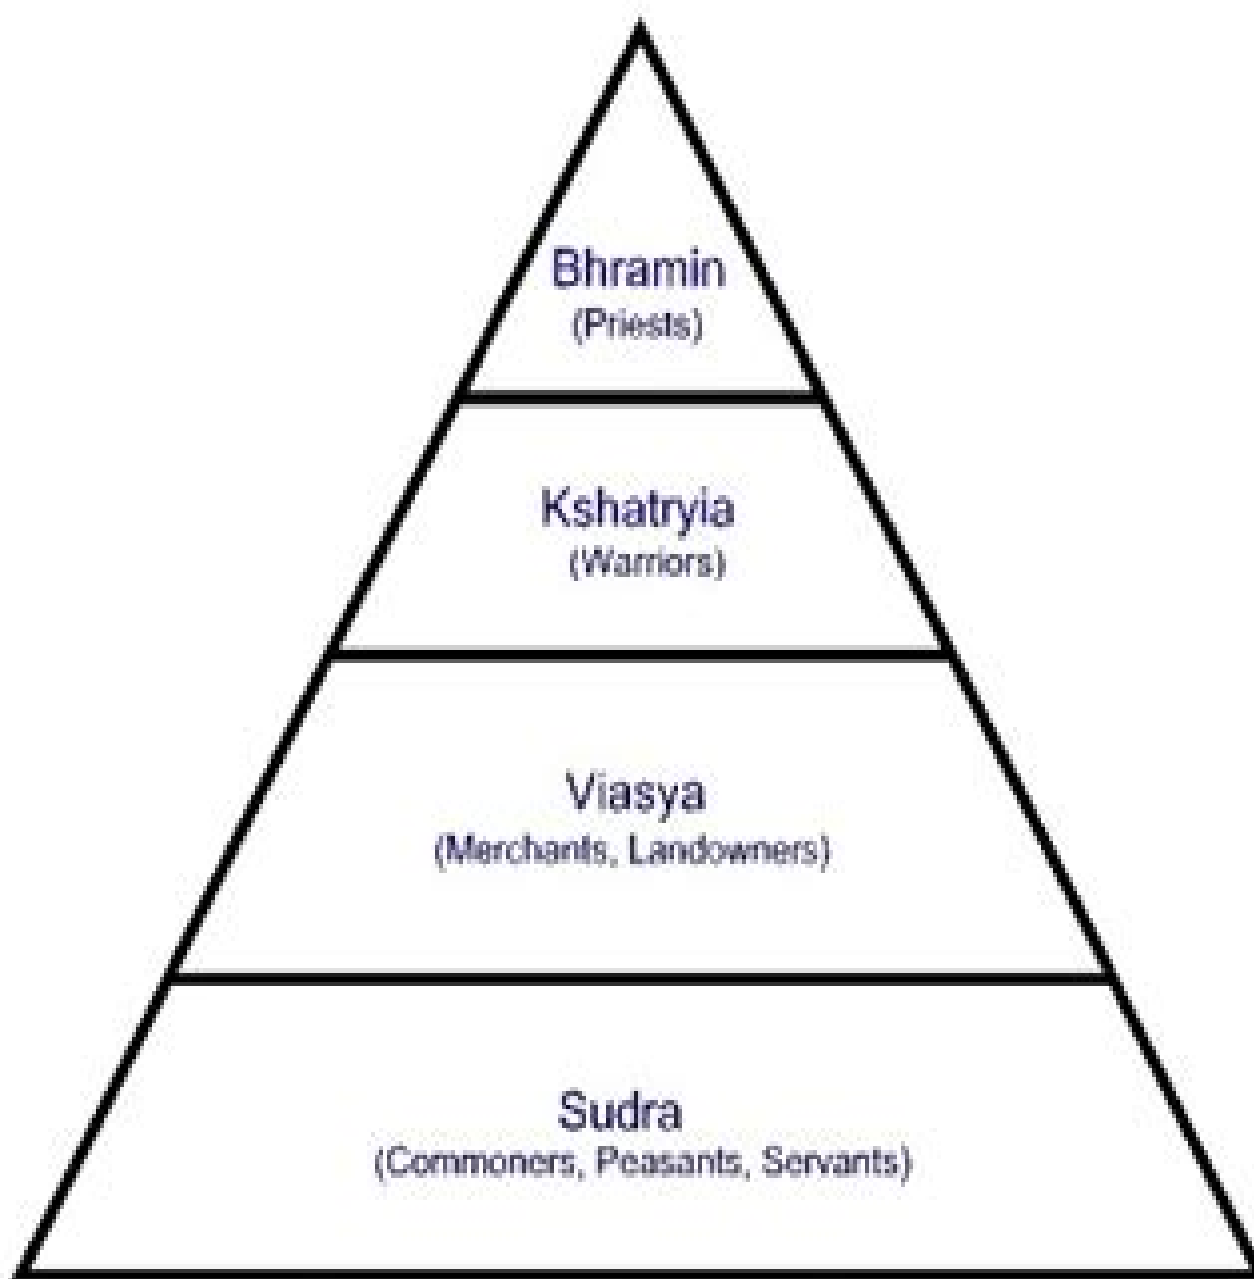 Bhramin
(Priests)
Kshatryia
(Warriors)
Viasya
(Merchants, Landowners)
Sudra
(Commoners, Peasants, Servants)